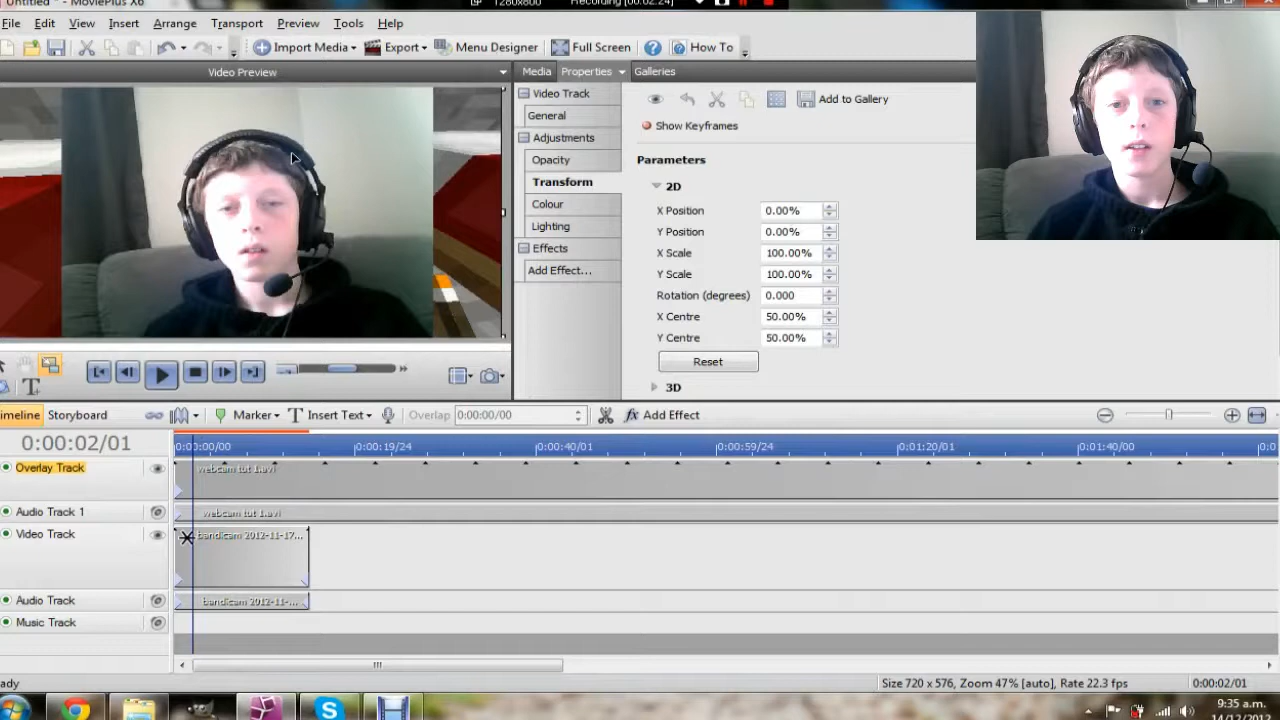 Untitled * - MoviePlus X6
1280x800
Recording [00:02:24]
File Edit View Insert Arrange Transport Preview Tools Help
Import Media Export Menu Designer Full Screen How To
Video Preview
Media Properties Galleries
Video Track
General
Adjustments
Opacity
Transform
Colour
Lighting
Effects
Add Effect...
Add to Gallery
Show Keyframes
Parameters
2D
X Position 0.00%
Y Position 0.00%
X Scale 100.00%
Y Scale 100.00%
Rotation (degrees) 0.000
X Centre 50.00%
Y Centre 50.00%
Reset
3D
imeline Storyboard Marker Insert Text Overlap 0:00:00/00 fx Add Effect
0:00:02/01
0:00:00/00 0:00:19/24 0:00:40/01 0:00:59/24 0:01:20/01 0:01:40/00 0:0
Overlay Track
webcam tut 1.avi
Audio Track 1
webcam tut 1.avi
Video Track
bandicam 2012-11-17...
Audio Track
bandicam 2012-11-...
Music Track
ady
Size 720 x 576, Zoom 47% [auto], Rate 22.3 fps
0:00:02/01
9:35 a.m.